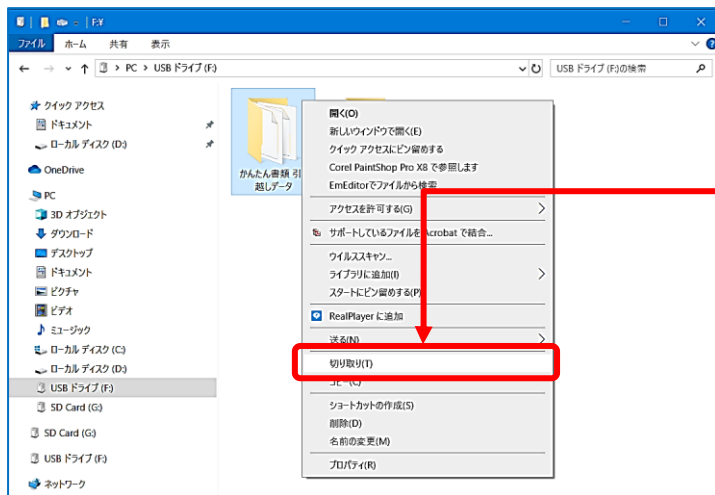 F:¥
ファイル ホーム 共有 表示
PC > USB ドライブ (F:)
USB ドライブ (F:)の検索
クイック アクセス
ドキュメント
ローカル ディスク (D:)
OneDrive
PC
3D オブジェクト
ダウンロード
デスクトップ
ドキュメント
ピクチャ
ビデオ
ミュージック
ローカル ディスク (C:)
ローカル ディスク (D:)
USB ドライブ (F:)
SD Card (G:)
SD Card (G:)
USB ドライブ (F:)
ネットワーク
かんたん書類 引
越しデータ
開く(O)
新しいウィンドウで開く(E)
クイック アクセスにピン留めする
Corel PaintShop Pro X8 で参照します
EmEditorでファイルから検索
アクセスを許可する(G)
サポートしているファイルを Acrobat で結合...
ウイルススキャン...
ライブラリに追加(I)
スタートにピン留めする(P)
RealPlayer に追加
送る(N)
切り取り(T)
コピー(C)
ショートカットの作成(S)
削除(D)
名前の変更(M)
プロパティ(R)